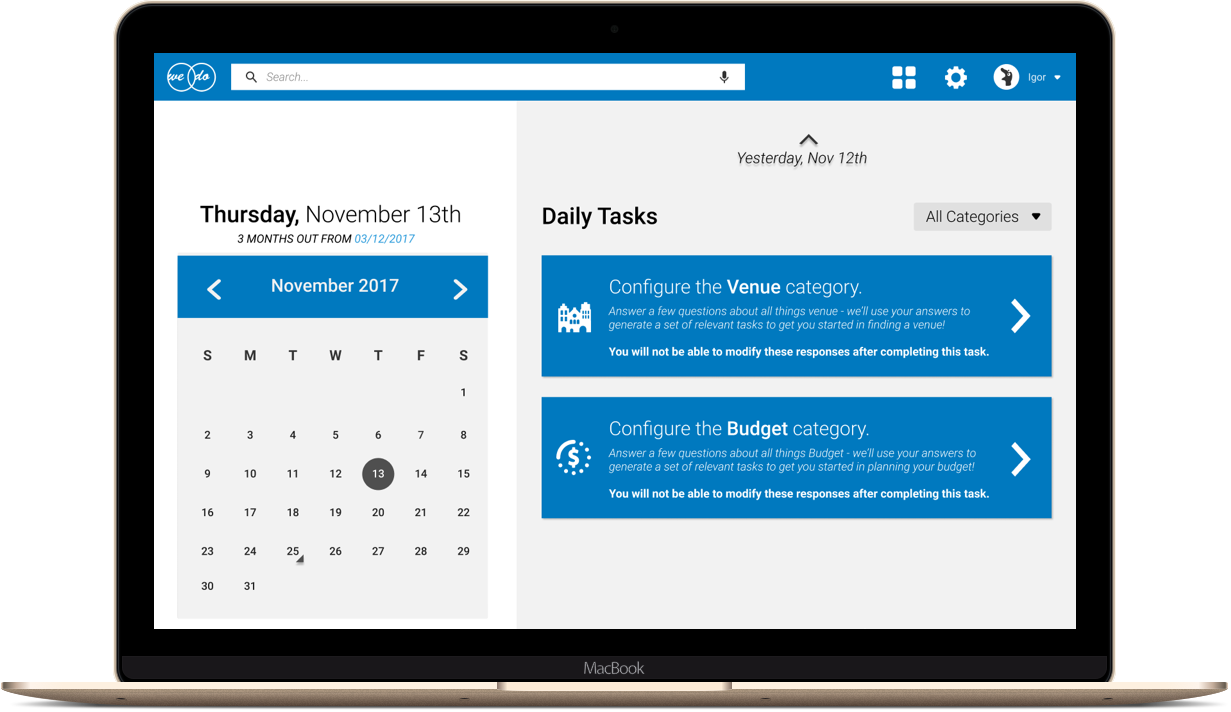 we do
Search...
Igor
Yesterday, Nov 12th
Thursday, November 13th
3 MONTHS OUT FROM 03/12/2017
November 2017
S M T W T F S
1
2 3 4 5 6 7 8
9 10 11 12 13 14 15
16 17 18 19 20 21 22
23 24 25 26 27 28 29
30 31
Daily Tasks
All Categories
Configure the Venue category.
Answer a few questions about all things venue - we'll use your answers to
generate a set of relevant tasks to get you started in finding a venue!
You will not be able to modify these responses after completing this task.
Configure the Budget category.
Answer a few questions about all things Budget - we'll use your answers to
generate a set of relevant tasks to get you started in planning your budget!
You will not be able to modify these responses after completing this task.
MacBook